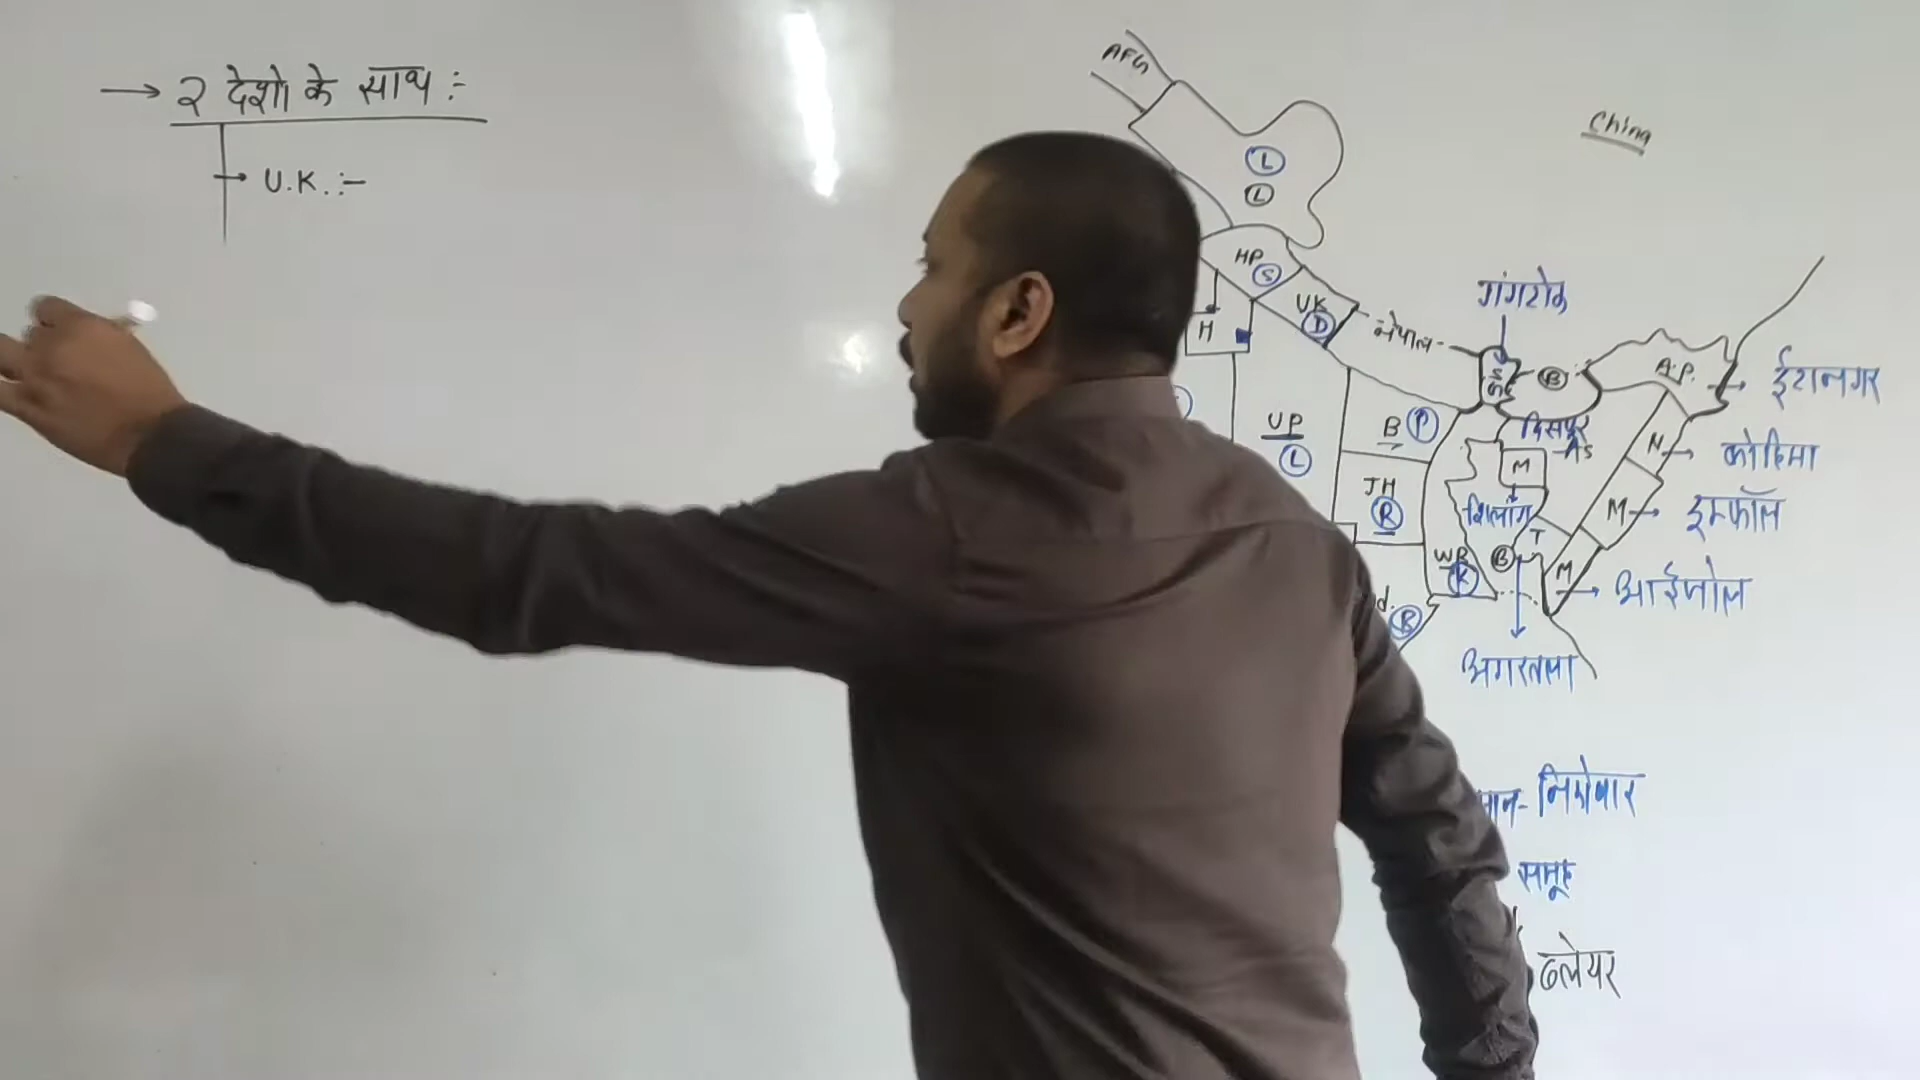 → २ देशो के साथ :-
→ U.K. :-
AFG
China
L
L
HP S
UK D
H
नेपाल
गंगटोक
B
A.P. → ईटानगर
UP
L
B P
दिसपुर
As
M
N → कोहिमा
JH
R
शिलाँग
M → इम्फॉल
WB
K
B
T
M → आईजोल
d.
B
अगरतला
मान-निकोबार
समूह
ब्लेयर